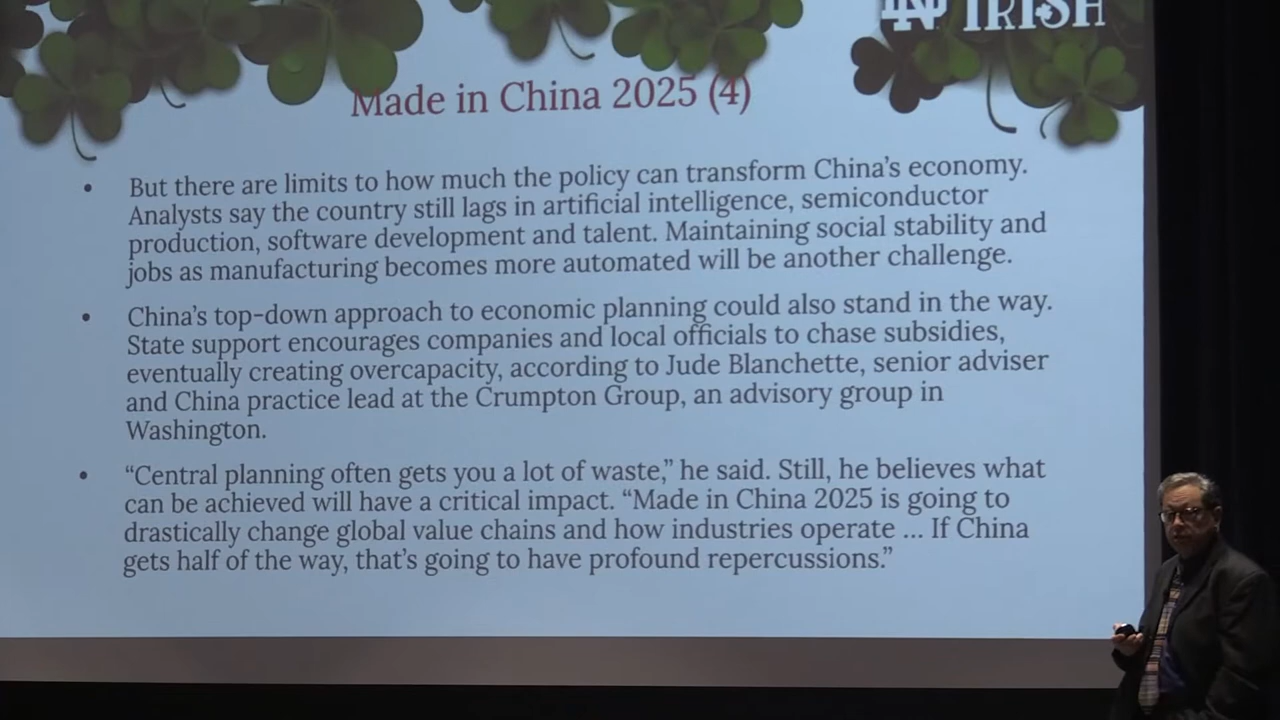 IRISH
Made in China 2025 (4)
• But there are limits to how much the policy can transform China's economy.
Analysts say the country still lags in artificial intelligence, semiconductor
production, software development and talent. Maintaining social stability and
jobs as manufacturing becomes more automated will be another challenge.
• China's top-down approach to economic planning could also stand in the way.
State support encourages companies and local officials to chase subsidies,
eventually creating overcapacity, according to Jude Blanchette, senior adviser
and China practice lead at the Crumpton Group, an advisory group in
Washington.
• “Central planning often gets you a lot of waste,” he said. Still, he believes what
can be achieved will have a critical impact. “Made in China 2025 is going to
drastically change global value chains and how industries operate ... If China
gets half of the way, that's going to have profound repercussions.”